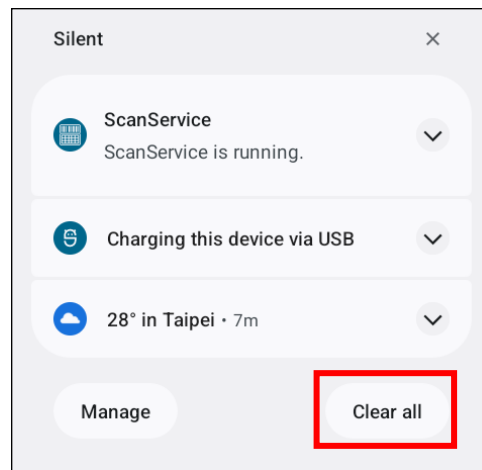 Silent
ScanService
ScanService is running.
Charging this device via USB
28° in Taipei • 7m
Manage
Clear all